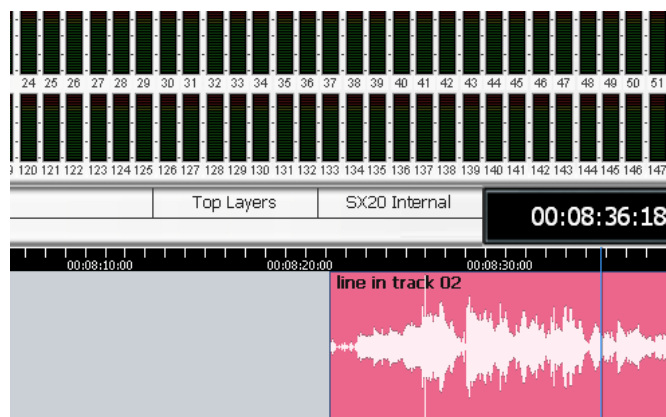 24 25 26 27 28 29 30 31 32 33 34 35 36 37 38 39 40 41 42 43 44 45 46 47 48 49 50 51
120 121 122 123 124 125 126 127 128 129 130 131 132 133 134 135 136 137 138 139 140 141 142 143 144 145 146 147
Top Layers SX20 Internal
00:08:36:18
00:08:10:00 00:08:20:00 00:08:30:00
line in track 02